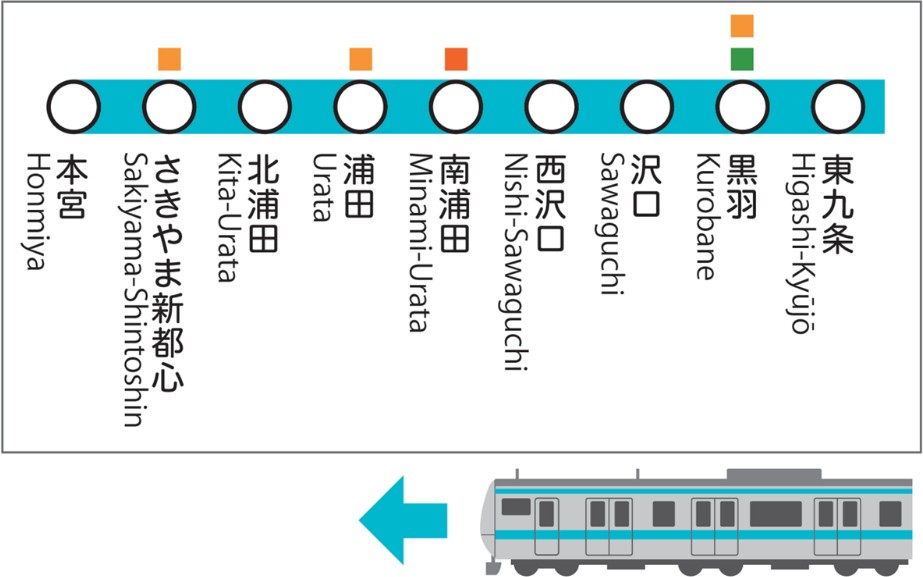 本宮
Honmiya
さきやま新都心
Sakiyama-Shintoshin
北浦田
Kita-Urata
浦田
Urata
南浦田
Minami-Urata
西沢口
Nishi-Sawaguchi
沢口
Sawaguchi
黒羽
Kurobane
東九条
Higashi-Kyūjō